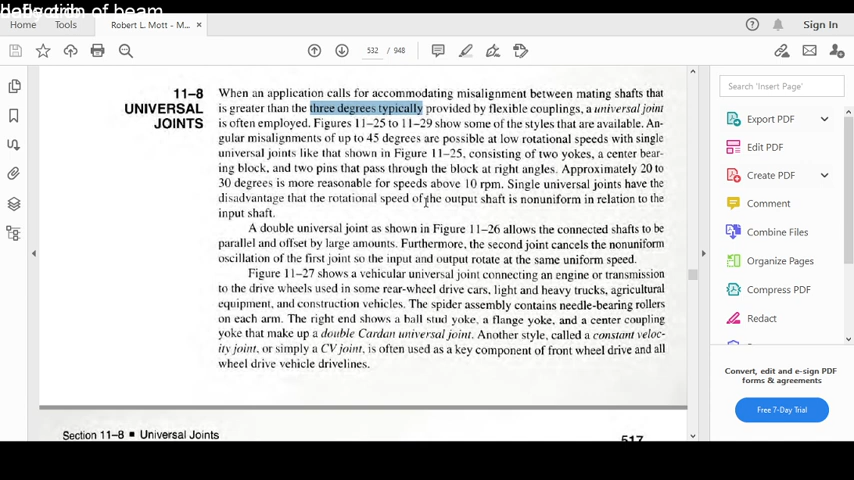 deflection of beam
Home
Tools
Robert L. Mott - M...
×
Sign In
532 / 948
11–8
UNIVERSAL
JOINTS
When an application calls for accommodating misalignment between mating shafts that
is greater than the three degrees typically provided by flexible couplings, a universal joint
is often employed. Figures 11–25 to 11–29 show some of the styles that are available. An-
gular misalignments of up to 45 degrees are possible at low rotational speeds with single
universal joints like that shown in Figure 11–25, consisting of two yokes, a center bear-
ing block, and two pins that pass through the block at right angles. Approximately 20 to
30 degrees is more reasonable for speeds above 10 rpm. Single universal joints have the
disadvantage that the rotational speed of the output shaft is nonuniform in relation to the
input shaft.
A double universal joint as shown in Figure 11–26 allows the connected shafts to be
parallel and offset by large amounts. Furthermore, the second joint cancels the nonuniform
oscillation of the first joint so the input and output rotate at the same uniform speed.
Figure 11–27 shows a vehicular universal joint connecting an engine or transmission
to the drive wheels used in some rear-wheel drive cars, light and heavy trucks, agricultural
equipment, and construction vehicles. The spider assembly contains needle-bearing rollers
on each arm. The right end shows a ball stud yoke, a flange yoke, and a center coupling
yoke that make up a double Cardan universal joint. Another style, called a constant veloc-
ity joint, or simply a CV joint, is often used as a key component of front wheel drive and all
wheel drive vehicle drivelines.
Section 11–8 ■ Universal Joints
517
Search 'Insert Page'
Export PDF
Edit PDF
Create PDF
Comment
Combine Files
Organize Pages
Compress PDF
Redact
Convert, edit and e-sign PDF
forms & agreements
Free 7-Day Trial